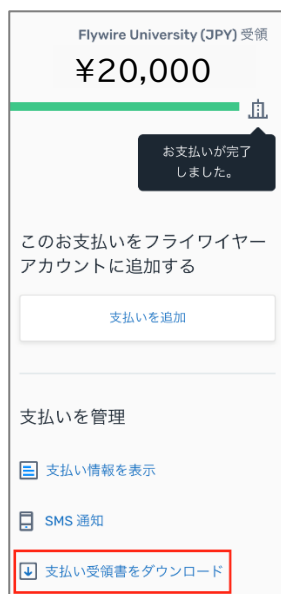 Flywire University (JPY) 受領
¥20,000
お支払いが完了
しました。
このお支払いをフライワイヤー
アカウントに追加する
支払いを追加
支払いを管理
支払い情報を表示
SMS 通知
支払い受領書をダウンロード